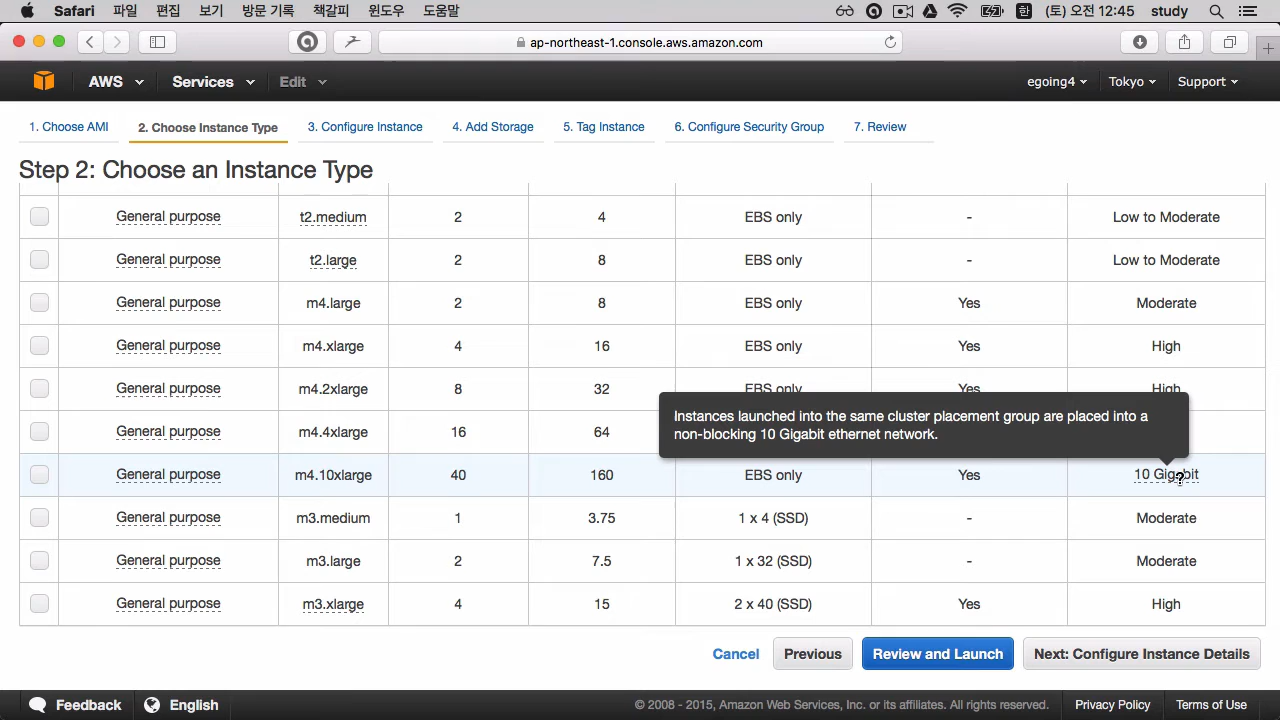 Safari 파일 편집 보기 방문 기록 책갈피 윈도우 도움말 한 (토) 오전 12:45 study
ap-northeast-1.console.aws.amazon.com
AWS Services Edit egoing4 Tokyo Support
1. Choose AMI 2. Choose Instance Type 3. Configure Instance 4. Add Storage 5. Tag Instance 6. Configure Security Group 7. Review
Step 2: Choose an Instance Type
General purpose t2.medium 2 4 EBS only - Low to Moderate
General purpose t2.large 2 8 EBS only - Low to Moderate
General purpose m4.large 2 8 EBS only Yes Moderate
General purpose m4.xlarge 4 16 EBS only Yes High
General purpose m4.2xlarge 8 32 EBS only Yes High
Instances launched into the same cluster placement group are placed into a
non-blocking 10 Gigabit ethernet network.
General purpose m4.4xlarge 16 64
General purpose m4.10xlarge 40 160 EBS only Yes 10 Gigabit
General purpose m3.medium 1 3.75 1 x 4 (SSD) - Moderate
General purpose m3.large 2 7.5 1 x 32 (SSD) - Moderate
General purpose m3.xlarge 4 15 2 x 40 (SSD) Yes High
Cancel Previous Review and Launch Next: Configure Instance Details
Feedback English © 2008 - 2015, Amazon Web Services, Inc. or its affiliates. All rights reserved. Privacy Policy Terms of Use